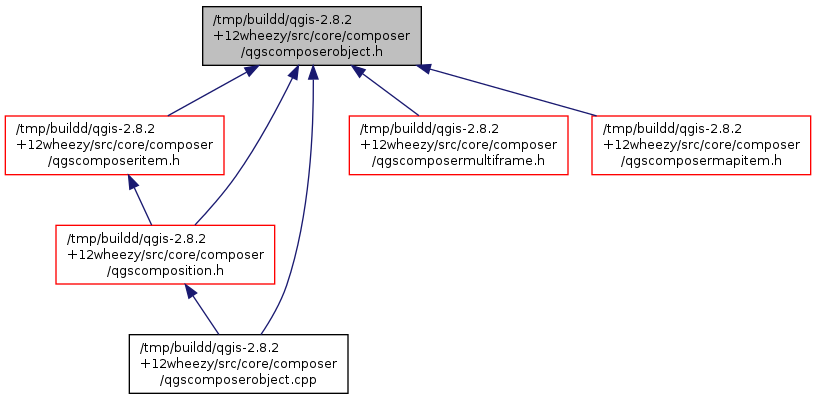 /tmp/buildd/qgis-2.8.2
+12wheezy/src/core/composer
/qgscomposerobject.h
/tmp/buildd/qgis-2.8.2
+12wheezy/src/core/composer
/qgscomposeritem.h
/tmp/buildd/qgis-2.8.2
+12wheezy/src/core/composer
/qgscomposermultiframe.h
/tmp/buildd/qgis-2.8.2
+12wheezy/src/core/composer
/qgscomposermapitem.h
/tmp/buildd/qgis-2.8.2
+12wheezy/src/core/composer
/qgscomposition.h
/tmp/buildd/qgis-2.8.2
+12wheezy/src/core/composer
/qgscomposerobject.cpp